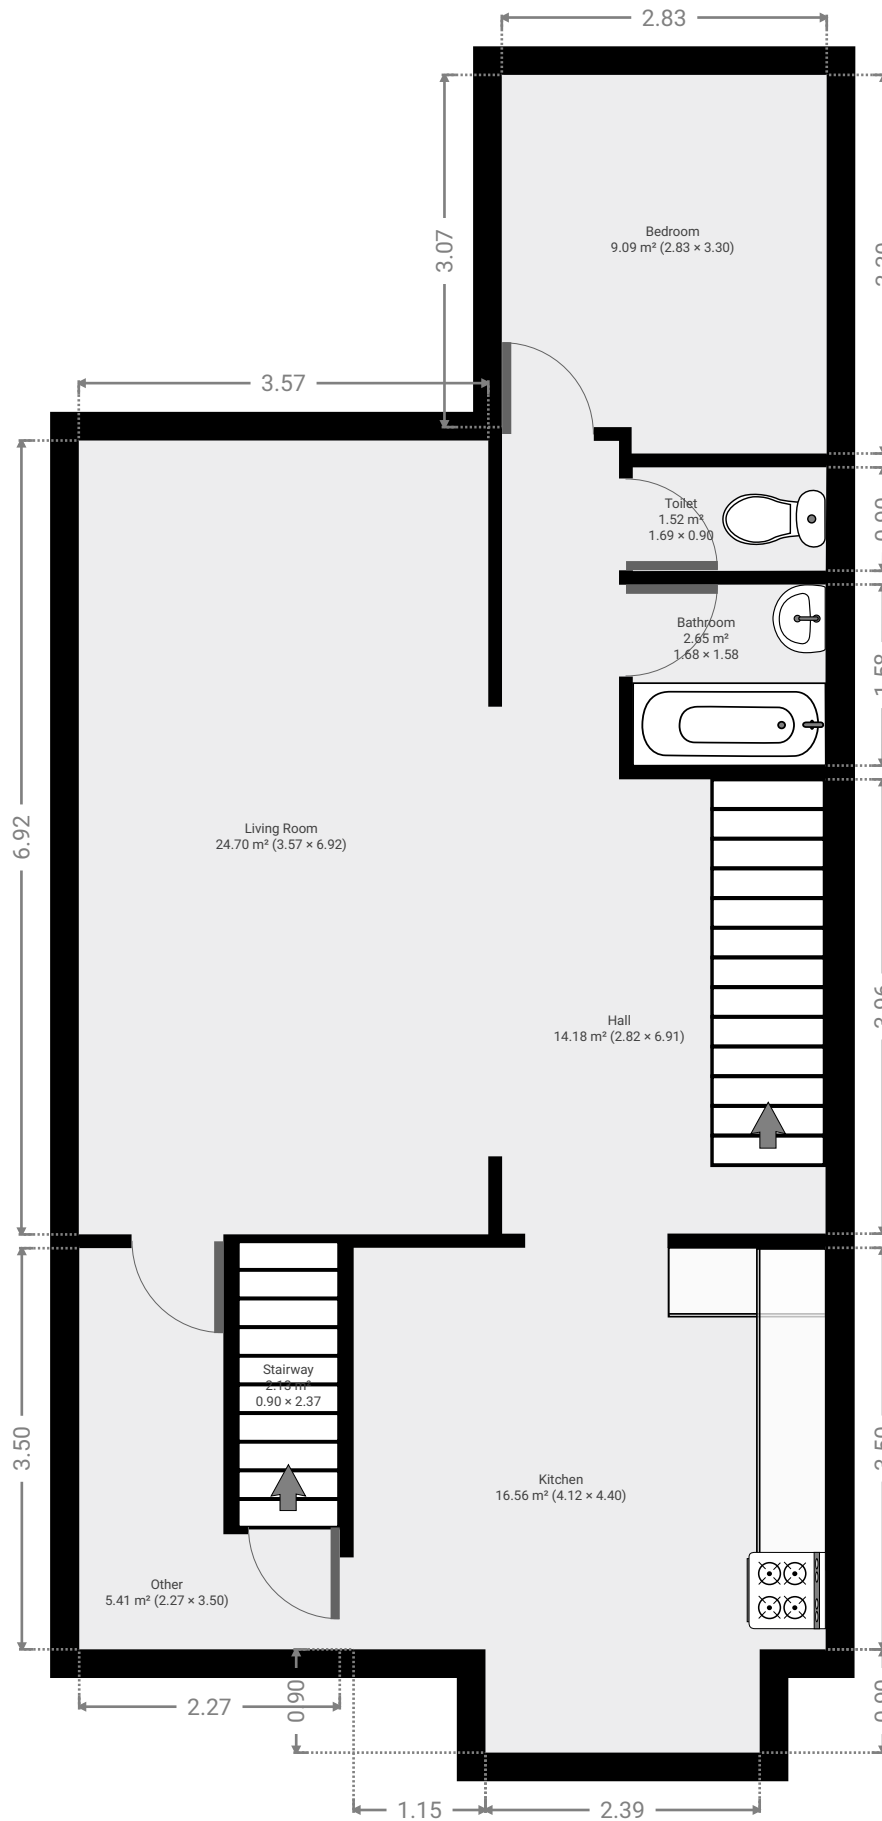 2.83
3.07
Bedroom
9.09 m² (2.83 × 3.30)
3.57
Toilet
1.52 m²
1.69 × 0.90
Bathroom
2.65 m²
1.68 × 1.58
6.92
Living Room
24.70 m² (3.57 × 6.92)
Hall
14.18 m² (2.82 × 6.91)
3.50
Stairway
2.13 m²
0.90 × 2.37
Kitchen
16.56 m² (4.12 × 4.40)
Other
5.41 m² (2.27 × 3.50)
0.90
2.27
1.15
2.39